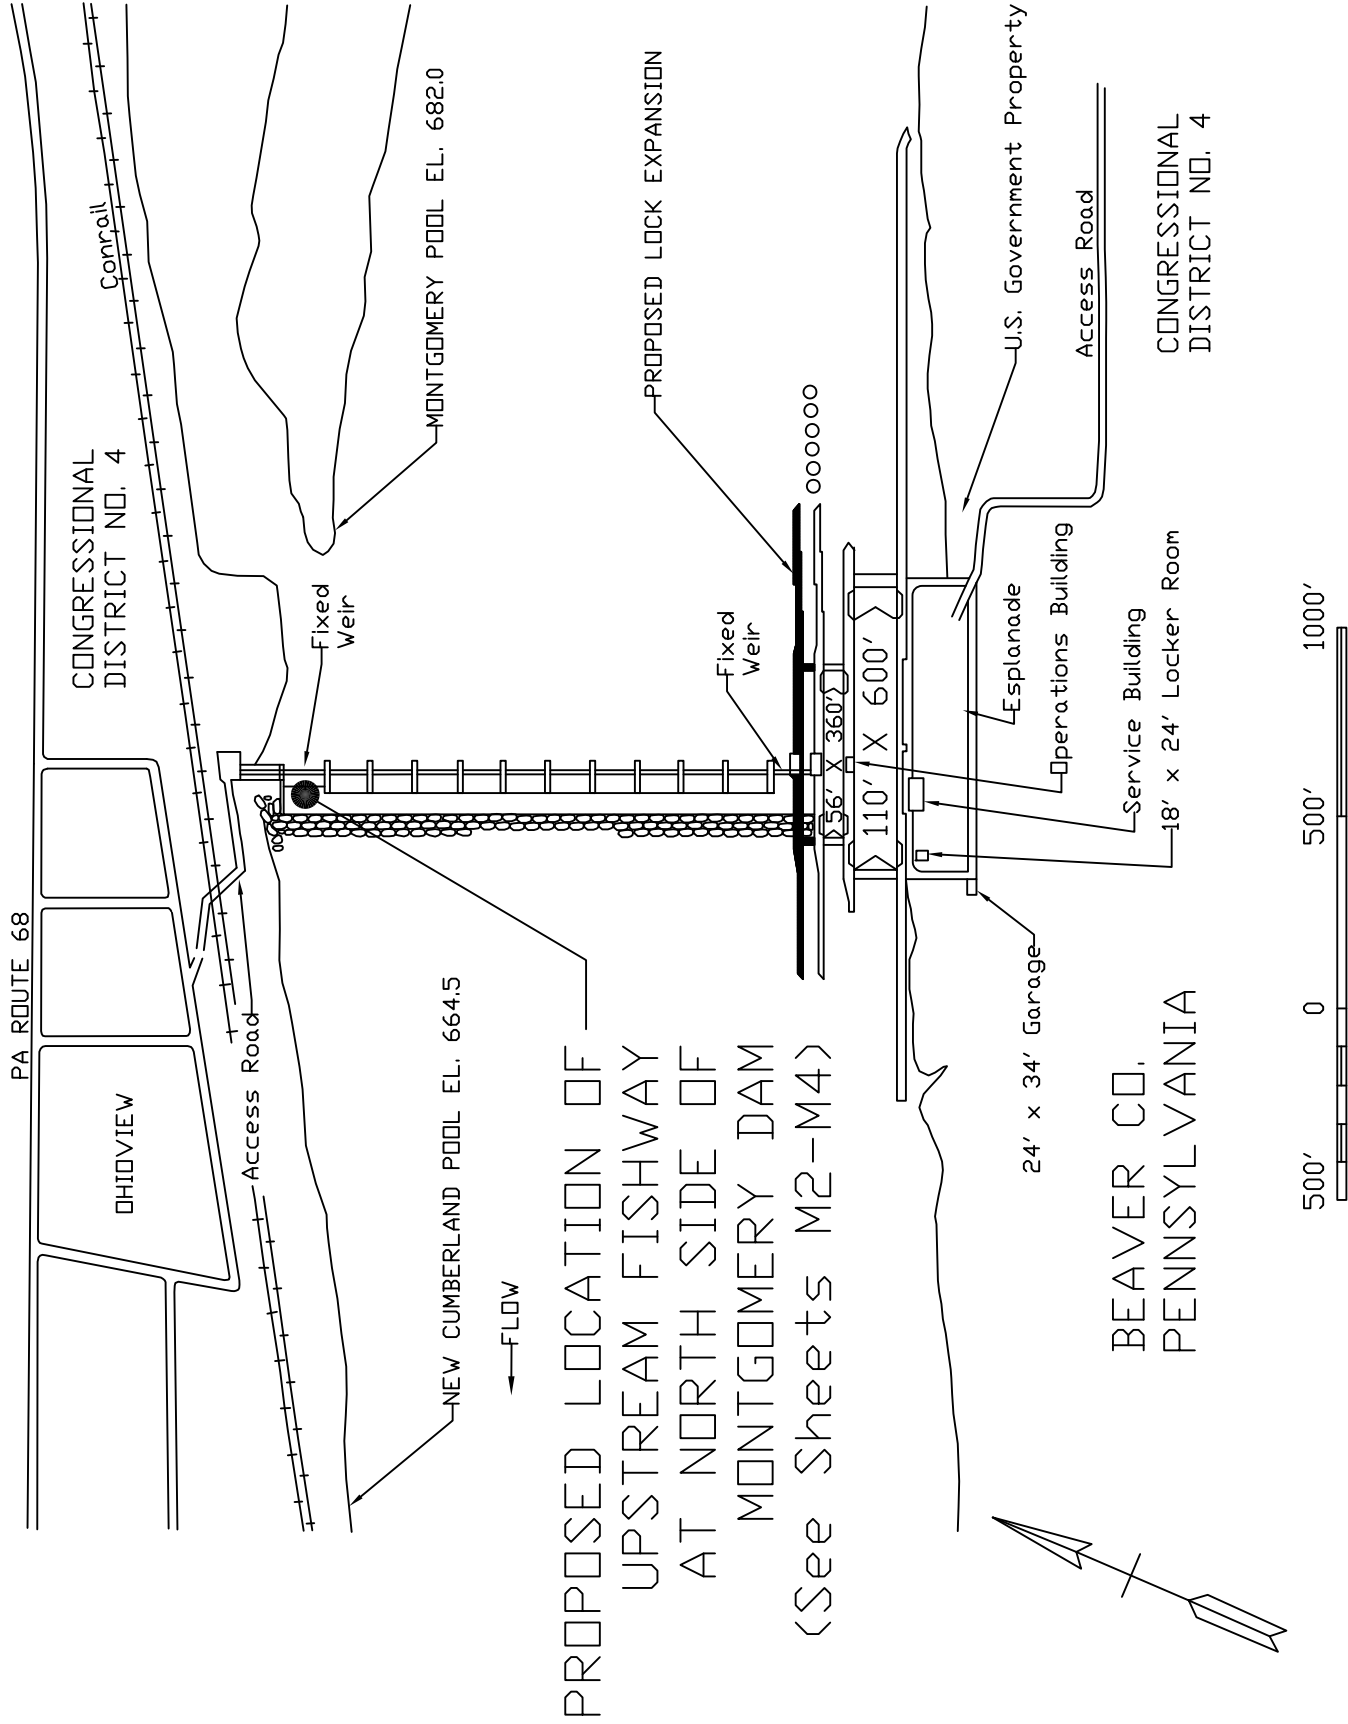 PA ROUTE 68
Conrail
CONGRESSIONAL
DISTRICT NO. 4
OHIOVIEW
Access Road
Fixed
Weir
MONTGOMERY POOL EL. 682.0
NEW CUMBERLAND POOL EL. 664.5
FLOW
PROPOSED LOCATION OF
UPSTREAM FISHWAY
AT NORTH SIDE OF
MONTGOMERY DAM
(See Sheets M2-M4)
PROPOSED LOCK EXPANSION
Fixed
Weir
56' X 360'
110' X 600'
U.S. Government Property
Access Road
Esplanade
Operations Building
Service Building
18' x 24' Locker Room
24' x 34' Garage
CONGRESSIONAL
DISTRICT NO. 4
BEAVER CO.
PENNSYLVANIA
500' 0 500' 1000'